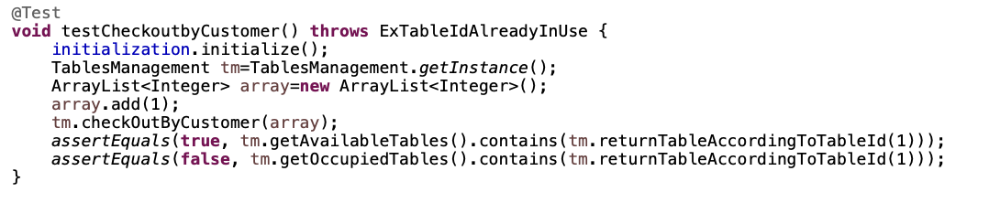 @Test
void testCheckoutbyCustomer() throws ExTableIdAlreadyInUse {
initialization.initialize();
TablesManagement tm=TablesManagement.getInstance();
ArrayList<Integer> array=new ArrayList<Integer>();
array.add(1);
tm.checkOutByCustomer(array);
assertEquals(true, tm.getAvailableTables().contains(tm.returnTableAccordingToTableId(1)));
assertEquals(false, tm.getOccupiedTables().contains(tm.returnTableAccordingToTableId(1)));
}